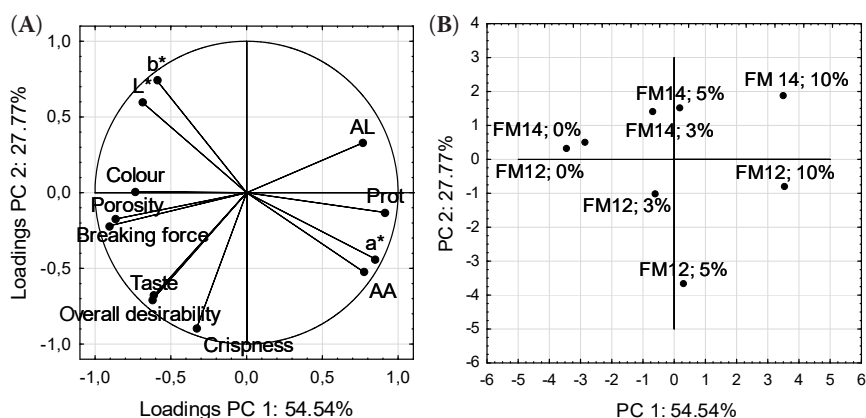 (A)
1,0
0,5
0,0
-0,5
-1,0
Loadings PC 2: 27.77%
b*
L*
AL
Colour
Porosity
Prot
Breaking force
a*
Taste
AA
Overall desirability
Crispness
-1,0 -0,5 0,0 0,5 1,0
Loadings PC 1: 54.54%
(B)
4
3
2
1
0
-1
-2
-3
-4
-5
-6
PC 2: 27.77%
FM14; 5%
FM 14; 10%
FM14; 0%
FM14; 3%
FM12; 0%
FM12; 10%
FM12; 3%
FM12; 5%
-6 -5 -4 -3 -2 -1 0 1 2 3 4 5 6
PC 1: 54.54%